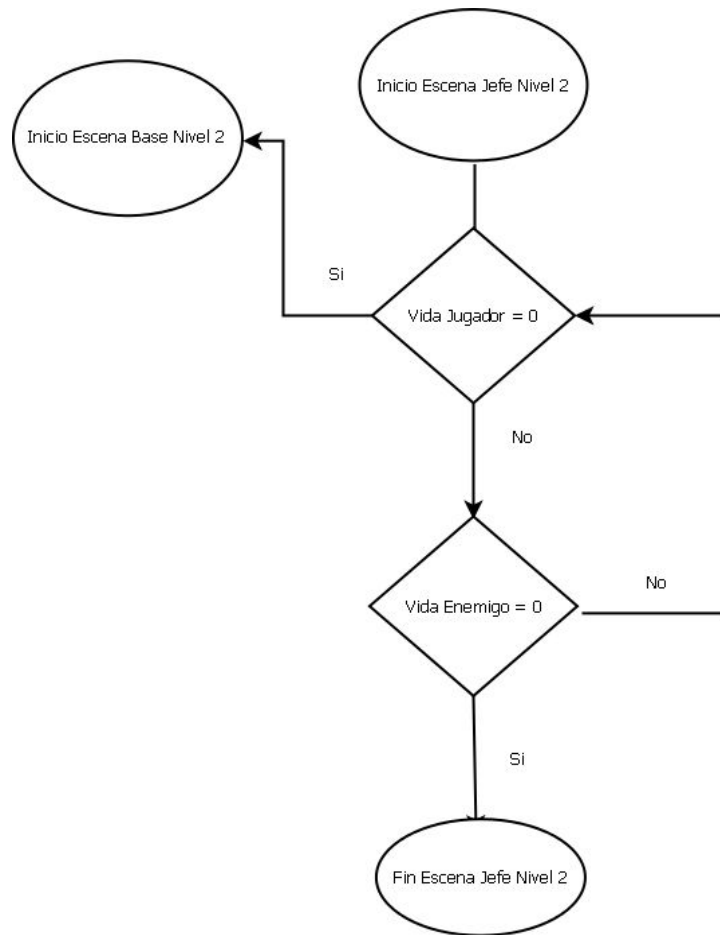 Inicio Escena Jefe Nivel 2
Inicio Escena Base Nivel 2
Si
Vida Jugador = 0
No
Vida Enemigo = 0
No
Si
Fin Escena Jefe Nivel 2